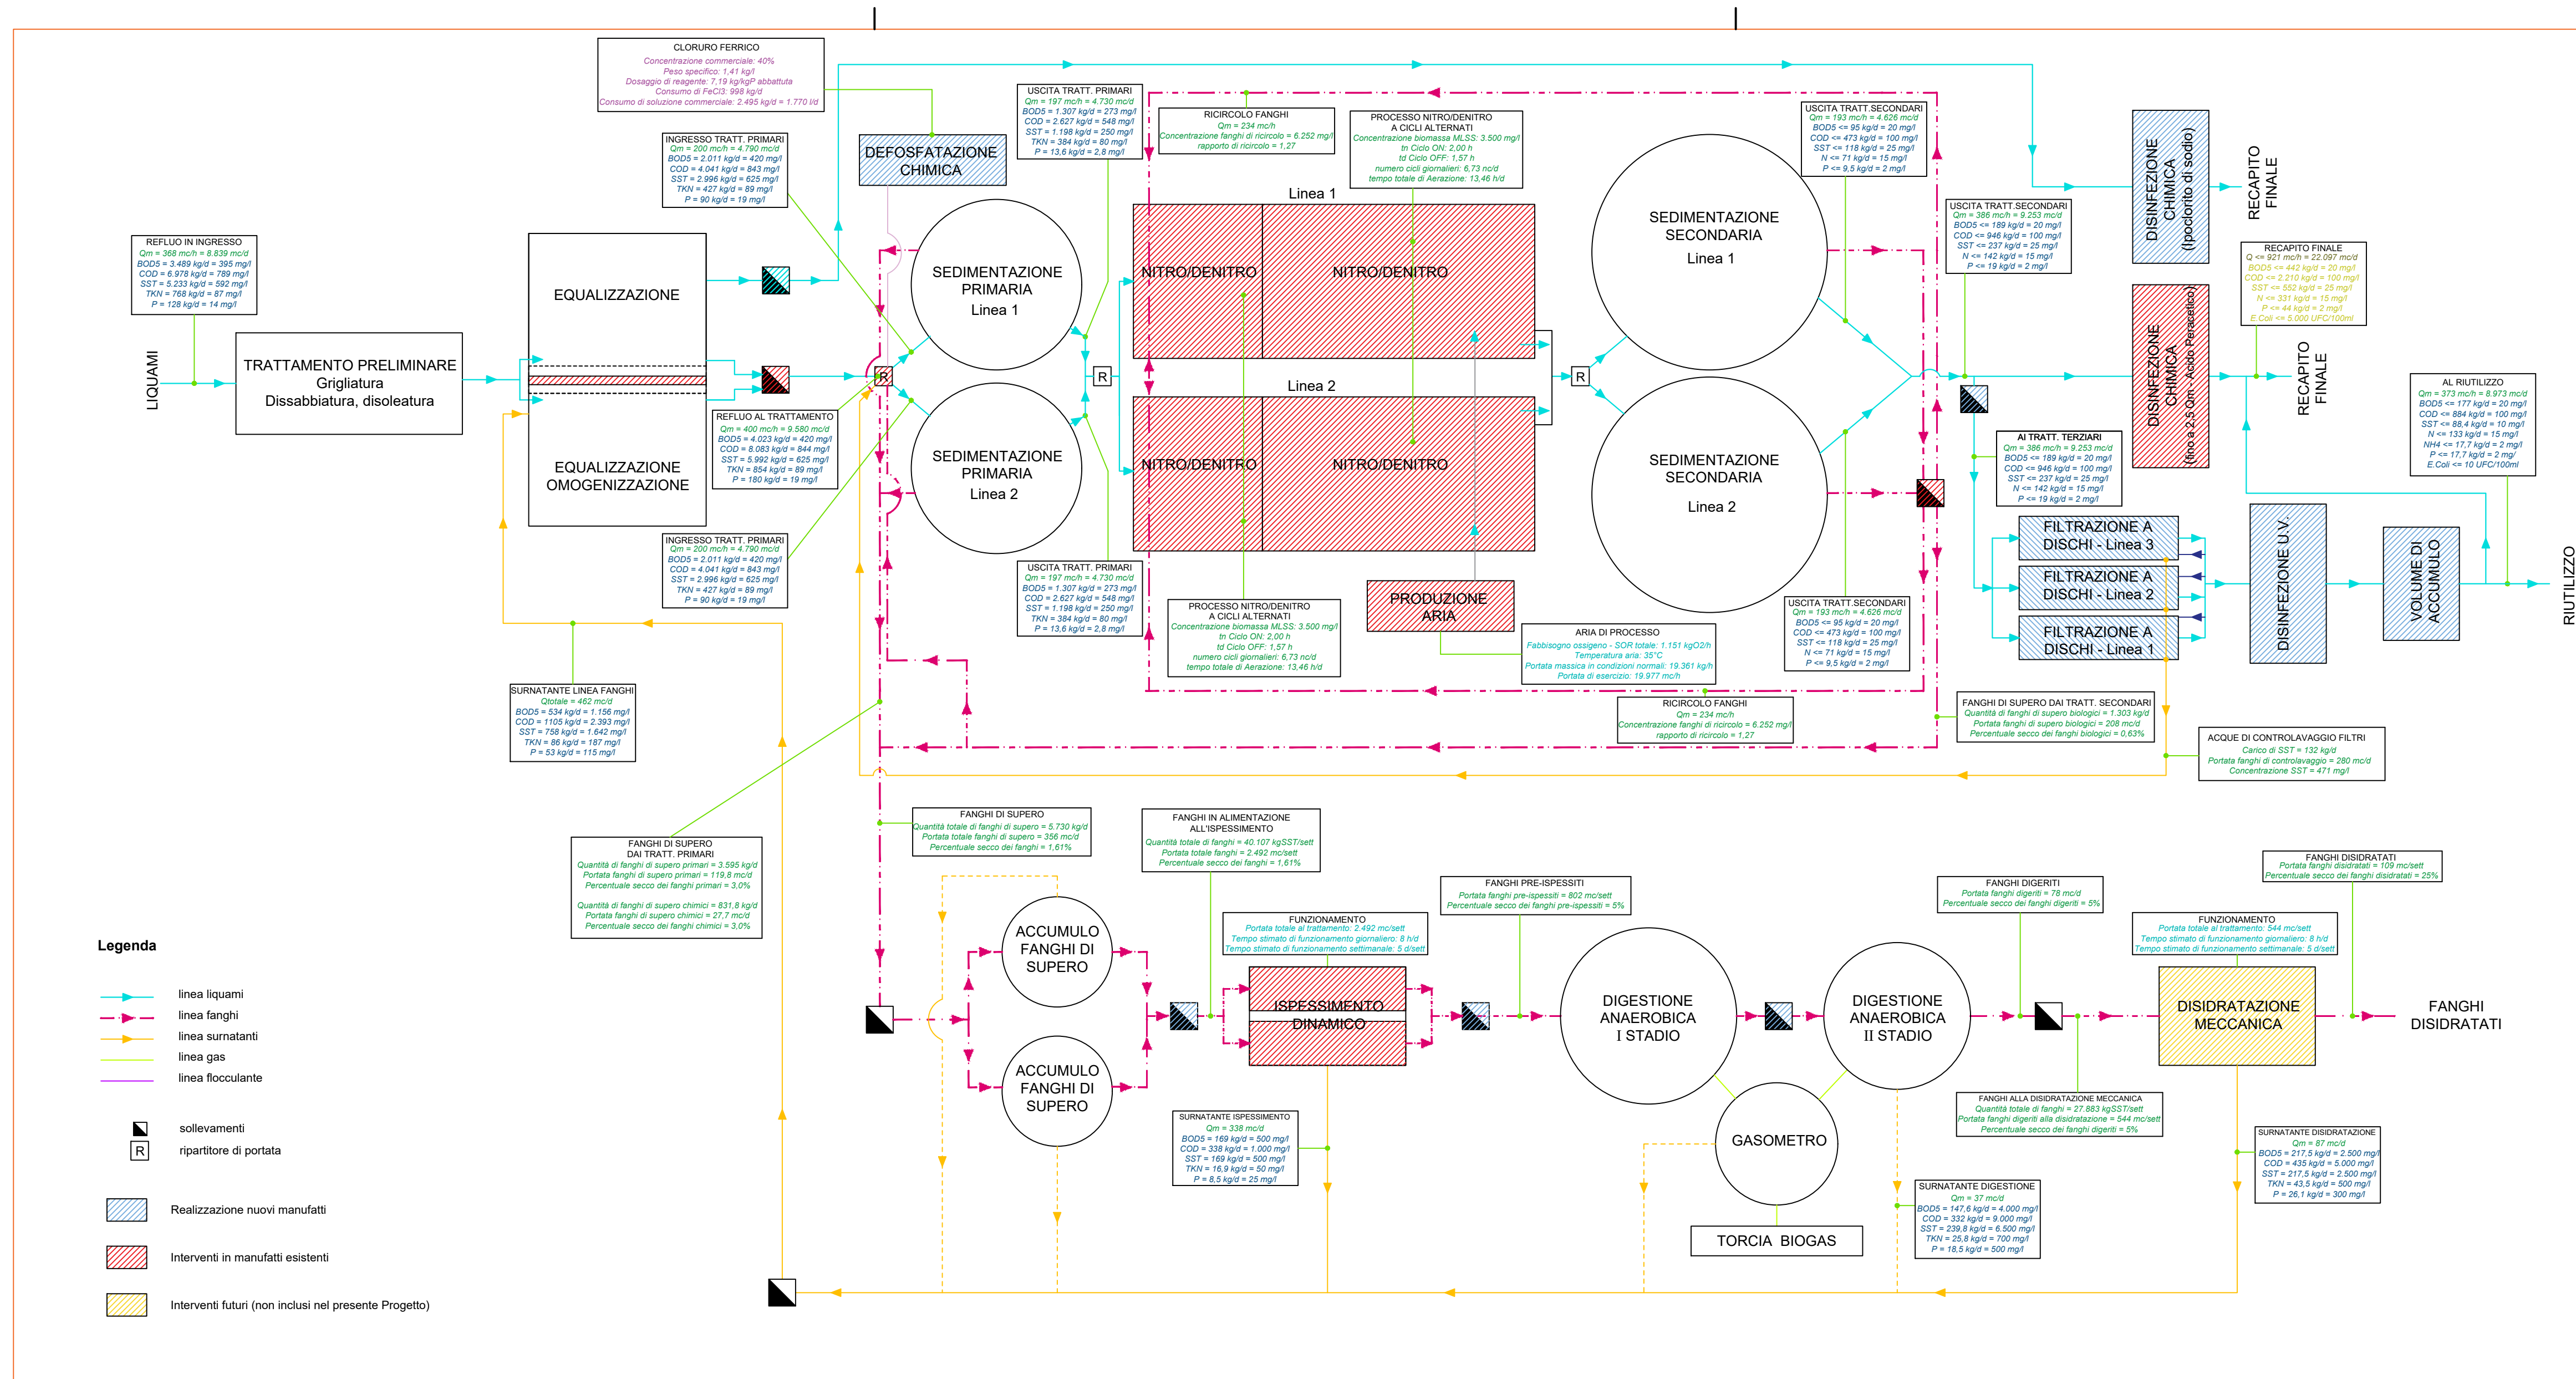 CLORURO FERRICO
Concentrazione commerciale: 40%
Peso specifico: 1,41 kg/l
Dosaggio di reagente: 7,19 kg/kgP abbattuta
Consumo di FeCl3: 998 kg/d
Consumo di soluzione commerciale: 2.495 kg/d = 1.770 l/d
INGRESSO TRATT. PRIMARI
Qm = 200 mc/h = 4.790 mc/d
BOD5 = 2.011 kg/d = 420 mg/l
COD = 4.041 kg/d = 843 mg/l
SST = 2.996 kg/d = 625 mg/l
TKN = 427 kg/d = 89 mg/l
P = 90 kg/d = 19 mg/l
DEFOSFATAZIONE
CHIMICA
USCITA TRATT. PRIMARI
Qm = 197 mc/h = 4.730 mc/d
BOD5 = 1.307 kg/d = 273 mg/l
COD = 2.627 kg/d = 548 mg/l
SST = 1.198 kg/d = 250 mg/l
TKN = 384 kg/d = 80 mg/l
P = 13,6 kg/d = 2,8 mg/l
RICIRCOLO FANGHI
Qm = 234 mc/h
Concentrazione fanghi di ricircolo = 6.252 mg/l
rapporto di ricircolo = 1,27
PROCESSO NITRO/DENITRO
A CICLI ALTERNATI
Concentrazione biomassa MLSS: 3.500 mg/l
tn Ciclo ON: 2,00 h
td Ciclo OFF: 1,57 h
numero cicli giornalieri: 6,73 nc/d
tempo totale di Aerazione: 13,46 h/d
USCITA TRATT.SECONDARI
Qm = 193 mc/h = 4.626 mc/d
BOD5 <= 95 kg/d = 20 mg/l
COD <= 473 kg/d = 100 mg/l
SST <= 118 kg/d = 25 mg/l
N <= 71 kg/d = 15 mg/l
P <= 9,5 kg/d = 2 mg/l
USCITA TRATT.SECONDARI
Qm = 386 mc/h = 9.253 mc/d
BOD5 <= 189 kg/d = 20 mg/l
COD <= 946 kg/d = 100 mg/l
SST <= 237 kg/d = 25 mg/l
N <= 142 kg/d = 15 mg/l
P <= 19 kg/d = 2 mg/l
DISINFEZIONE
CHIMICA
(Ipoclorito di sodio)
RECAPITO
FINALE
RECAPITO FINALE
Q <= 921 mc/h = 22.097 mc/d
BOD5 <= 442 kg/d = 20 mg/l
COD <= 2.210 kg/d = 100 mg/l
SST <= 552 kg/d = 25 mg/l
N <= 331 kg/d = 15 mg/l
P <= 44 kg/d = 2 mg/l
E.Coli <= 5.000 UFC/100ml
REFLUO IN INGRESSO
Qm = 368 mc/h = 8.839 mc/d
BOD5 = 3.489 kg/d = 395 mg/l
COD = 6.978 kg/d = 789 mg/l
SST = 5.233 kg/d = 592 mg/l
TKN = 768 kg/d = 87 mg/l
P = 128 kg/d = 14 mg/l
LIQUAMI
TRATTAMENTO PRELIMINARE
Grigliatura
Dissabbiatura, disoleatura
EQUALIZZAZIONE
EQUALIZZAZIONE
OMOGENIZZAZIONE
REFLUO AL TRATTAMENTO
Qm = 400 mc/h = 9.580 mc/d
BOD5 = 4.023 kg/d = 420 mg/l
COD = 8.083 kg/d = 844 mg/l
SST = 5.992 kg/d = 625 mg/l
TKN = 854 kg/d = 89 mg/l
P = 180 kg/d = 19 mg/l
R
SEDIMENTAZIONE
PRIMARIA
Linea 1
SEDIMENTAZIONE
PRIMARIA
Linea 2
R
Linea 1
NITRO/DENITRO
NITRO/DENITRO
Linea 2
NITRO/DENITRO
NITRO/DENITRO
R
SEDIMENTAZIONE
SECONDARIA
Linea 1
SEDIMENTAZIONE
SECONDARIA
Linea 2
DISINFEZIONE
CHIMICA
(fino a 2,5 Qm - Acido Peracetico)
RECAPITO
FINALE
AL RIUTILIZZO
Qm = 373 mc/h = 8.973 mc/d
BOD5 <= 177 kg/d = 20 mg/l
COD <= 884 kg/d = 100 mg/l
SST <= 88,4 kg/d = 10 mg/l
N <= 133 kg/d = 15 mg/l
NH4 <= 17,7 kg/d = 2 mg/l
P <= 17,7 kg/d = 2 mg/
E.Coli <= 10 UFC/100ml
AI TRATT. TERZIARI
Qm = 386 mc/h = 9.253 mc/d
BOD5 <= 189 kg/d = 20 mg/l
COD <= 946 kg/d = 100 mg/l
SST <= 237 kg/d = 25 mg/l
N <= 142 kg/d = 15 mg/l
P <= 19 kg/d = 2 mg/l
FILTRAZIONE A
DISCHI - Linea 3
FILTRAZIONE A
DISCHI - Linea 2
FILTRAZIONE A
DISCHI - Linea 1
DISINFEZIONE U.V.
VOLUME DI
ACCUMULO
RIUTILIZZO
INGRESSO TRATT. PRIMARI
Qm = 200 mc/h = 4.790 mc/d
BOD5 = 2.011 kg/d = 420 mg/l
COD = 4.041 kg/d = 843 mg/l
SST = 2.996 kg/d = 625 mg/l
TKN = 427 kg/d = 89 mg/l
P = 90 kg/d = 19 mg/l
USCITA TRATT. PRIMARI
Qm = 197 mc/h = 4.730 mc/d
BOD5 = 1.307 kg/d = 273 mg/l
COD = 2.627 kg/d = 548 mg/l
SST = 1.198 kg/d = 250 mg/l
TKN = 384 kg/d = 80 mg/l
P = 13,6 kg/d = 2,8 mg/l
PROCESSO NITRO/DENITRO
A CICLI ALTERNATI
Concentrazione biomassa MLSS: 3.500 mg/l
tn Ciclo ON: 2,00 h
td Ciclo OFF: 1,57 h
numero cicli giornalieri: 6,73 nc/d
tempo totale di Aerazione: 13,46 h/d
PRODUZIONE
ARIA
ARIA DI PROCESSO
Fabbisogno ossigeno - SOR totale: 1.151 kgO2/h
Temperatura aria: 35°C
Portata massica in condizioni normali: 19.361 kg/h
Portata di esercizio: 19.977 mc/h
USCITA TRATT.SECONDARI
Qm = 193 mc/h = 4.626 mc/d
BOD5 <= 95 kg/d = 20 mg/l
COD <= 473 kg/d = 100 mg/l
SST <= 118 kg/d = 25 mg/l
N <= 71 kg/d = 15 mg/l
P <= 9,5 kg/d = 2 mg/l
RICIRCOLO FANGHI
Qm = 234 mc/h
Concentrazione fanghi di ricircolo = 6.252 mg/l
rapporto di ricircolo = 1,27
FANGHI DI SUPERO DAI TRATT. SECONDARI
Quantità di fanghi di supero biologici = 1.303 kg/d
Portata fanghi di supero biologici = 208 mc/d
Percentuale secco dei fanghi biologici = 0,63%
ACQUE DI CONTROLAVAGGIO FILTRI
Carico di SST = 132 kg/d
Portata fanghi di controlavaggio = 280 mc/d
Concentrazione SST = 471 mg/l
SURNATANTE LINEA FANGHI
Qtotale = 462 mc/d
BOD5 = 534 kg/d = 1.156 mg/l
COD = 1105 kg/d = 2.393 mg/l
SST = 758 kg/d = 1.642 mg/l
TKN = 86 kg/d = 187 mg/l
P = 53 kg/d = 115 mg/l
FANGHI DI SUPERO
DAI TRATT. PRIMARI
Quantità di fanghi di supero primari = 3.595 kg/d
Portata fanghi di supero primari = 119,8 mc/d
Percentuale secco dei fanghi primari = 3,0%
Quantità di fanghi di supero chimici = 831,8 kg/d
Portata fanghi di supero chimici = 27,7 mc/d
Percentuale secco dei fanghi chimici = 3,0%
FANGHI DI SUPERO
Quantità totale di fanghi di supero = 5.730 kg/d
Portata totale fanghi di supero = 356 mc/d
Percentuale secco dei fanghi = 1,61%
FANGHI IN ALIMENTAZIONE
ALL'ISPESSIMENTO
Quantità totale di fanghi = 40.107 kgSST/sett
Portata totale fanghi = 2.492 mc/sett
Percentuale secco dei fanghi = 1,61%
FUNZIONAMENTO
Portata totale al trattamento: 2.492 mc/sett
Tempo stimato di funzionamento giornaliero: 8 h/d
Tempo stimato di funzionamento settimanale: 5 d/sett
FANGHI PRE-ISPESSITI
Portata fanghi pre-ispessiti = 802 mc/sett
Percentuale secco dei fanghi pre-ispessiti = 5%
FANGHI DIGERITI
Portata fanghi digeriti = 78 mc/d
Percentuale secco dei fanghi digeriti = 5%
FUNZIONAMENTO
Portata totale al trattamento: 544 mc/sett
Tempo stimato di funzionamento giornaliero: 8 h/d
Tempo stimato di funzionamento settimanale: 5 d/sett
FANGHI DISIDRATATI
Portata fanghi disidratati = 109 mc/sett
Percentuale secco dei fanghi disidratati = 25%
ACCUMULO
FANGHI DI
SUPERO
ACCUMULO
FANGHI DI
SUPERO
ISPESSIMENTO
DINAMICO
DIGESTIONE
ANAEROBICA
I STADIO
DIGESTIONE
ANAEROBICA
II STADIO
DISIDRATAZIONE
MECCANICA
FANGHI
DISIDRATATI
SURNATANTE ISPESSIMENTO
Qm = 338 mc/d
BOD5 = 169 kg/d = 500 mg/l
COD = 338 kg/d = 1.000 mg/l
SST = 169 kg/d = 500 mg/l
TKN = 16,9 kg/d = 50 mg/l
P = 8,5 kg/d = 25 mg/l
GASOMETRO
TORCIA BIOGAS
FANGHI ALLA DISIDRATAZIONE MECCANICA
Quantità totale di fanghi = 27.883 kgSST/sett
Portata fanghi digeriti alla disidratazione = 544 mc/sett
Percentuale secco dei fanghi digeriti = 5%
SURNATANTE DIGESTIONE
Qm = 37 mc/d
BOD5 = 147,6 kg/d = 4.000 mg/l
COD = 332 kg/d = 9.000 mg/l
SST = 239,8 kg/d = 6.500 mg/l
TKN = 25,8 kg/d = 700 mg/l
P = 18,5 kg/d = 500 mg/l
SURNATANTE DISIDRATAZIONE
Qm = 87 mc/d
BOD5 = 217,5 kg/d = 2.500 mg/l
COD = 435 kg/d = 5.000 mg/l
SST = 217,5 kg/d = 2.500 mg/l
TKN = 43,5 kg/d = 500 mg/l
P = 26,1 kg/d = 300 mg/l
Legenda
linea liquami
linea fanghi
linea surnatanti
linea gas
linea flocculante
sollevamenti
R
ripartitore di portata
Realizzazione nuovi manufatti
Interventi in manufatti esistenti
Interventi futuri (non inclusi nel presente Progetto)